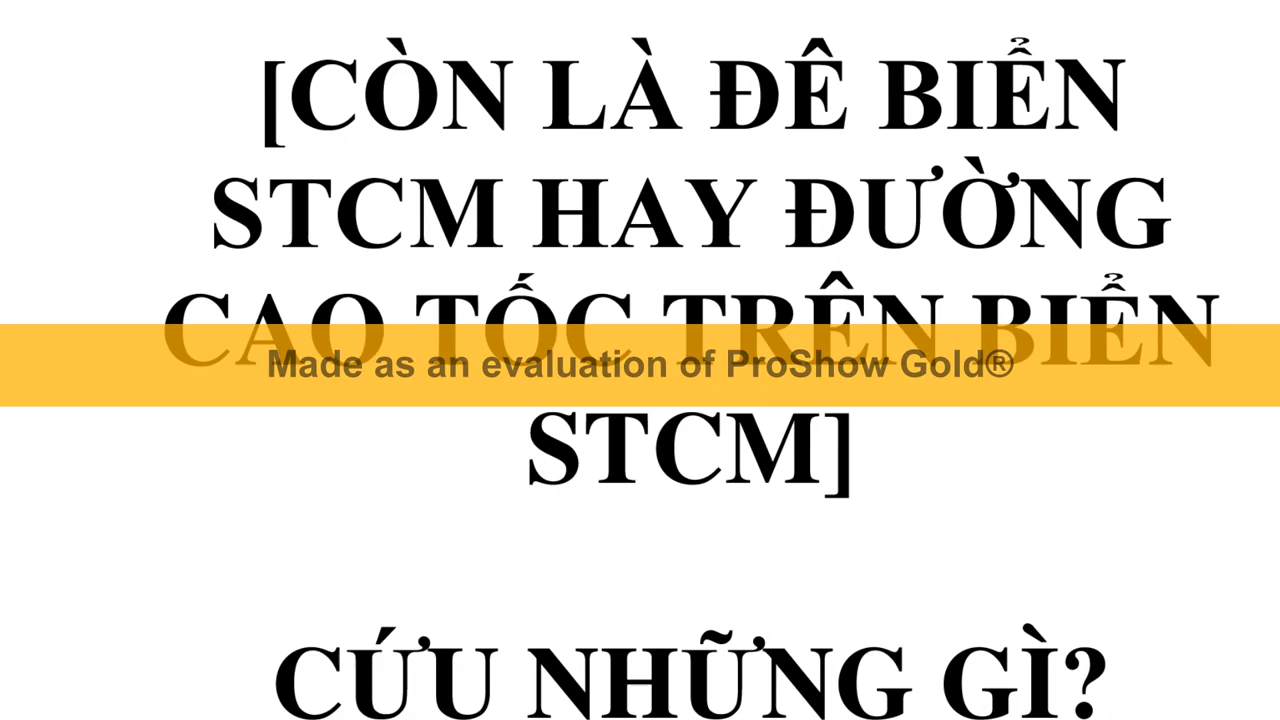 [CÒN LÀ ĐÊ BIỂN
STCM HAY ĐƯỜNG
CAO TỐC TRÊN BIỂN
Made as an evaluation of ProShow Gold®
STCM]
CỨU NHỮNG GÌ?